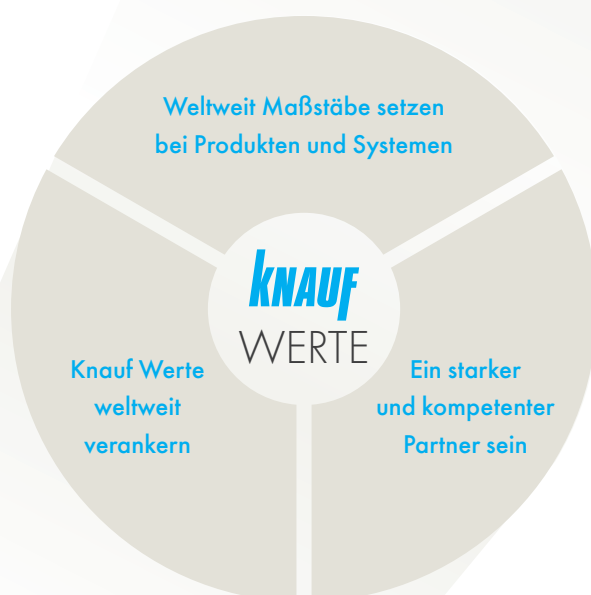 Weltweit Maßstäbe setzen
bei Produkten und Systemen
KNAUF
WERTE
Knauf Werte
weltweit
verankern
Ein starker
und kompetenter
Partner sein